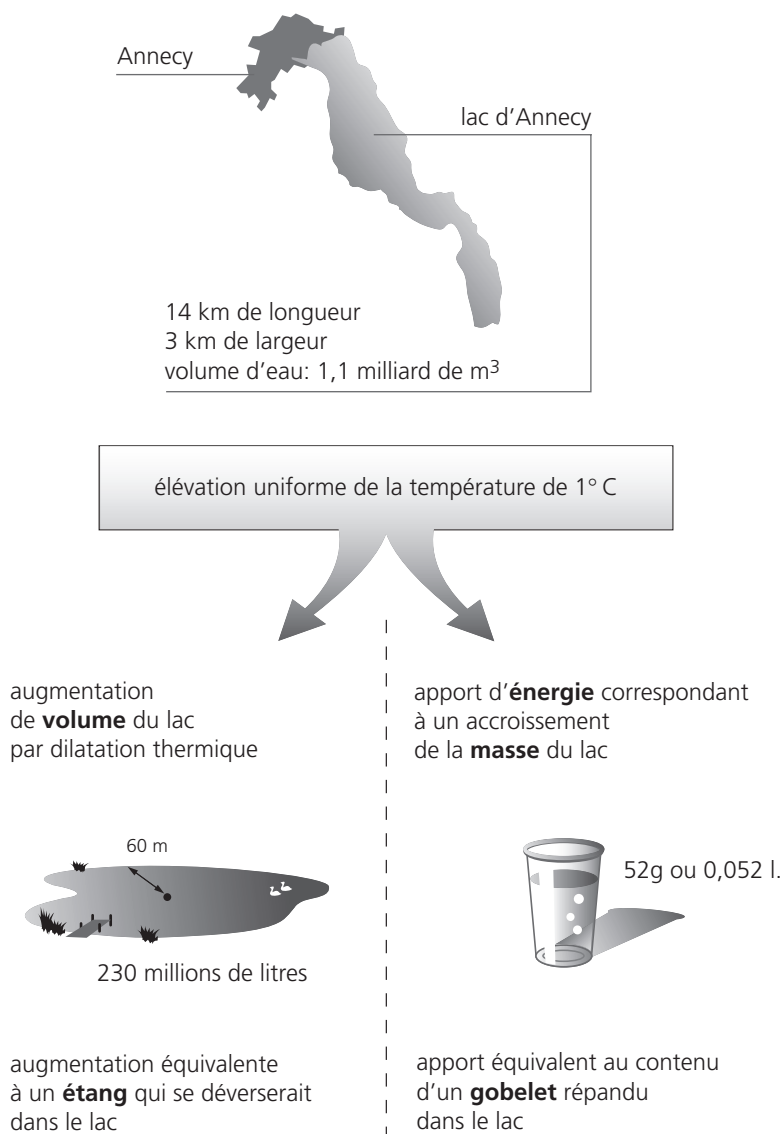 Annecy
lac d'Annecy
14 km de longueur
3 km de largeur
volume d'eau: 1,1 milliard de m³
élévation uniforme de la température de 1° C
augmentation
de volume du lac
par dilatation thermique
60 m
230 millions de litres
augmentation équivalente
à un étang qui se déverserait
dans le lac
apport d'énergie correspondant
à un accroissement
de la masse du lac
52g ou 0,052 l.
apport équivalent au contenu
d'un gobelet répandu
dans le lac